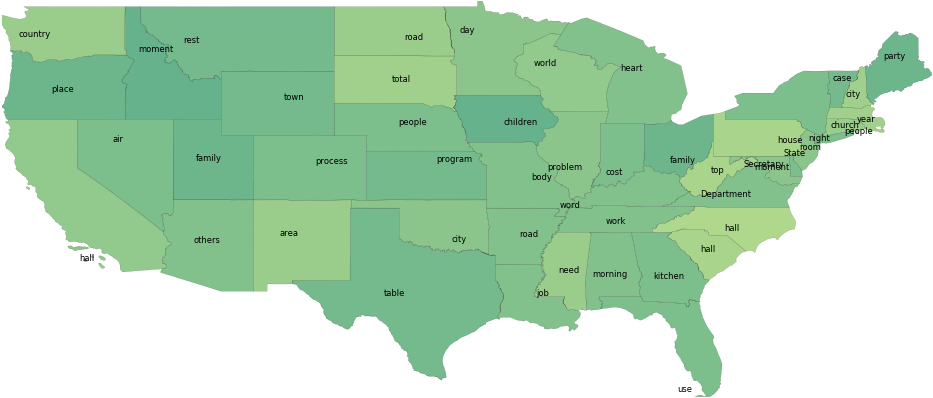 country
moment
rest
road
day
world
heart
party
place
town
total
people
children
case
city
air
family
process
program
body
problem
cost
family
top
house
night
church
year
people
room
State
Secretary
moment
Department
word
others
area
city
road
work
hall
hall
half
table
job
need
morning
kitchen
use